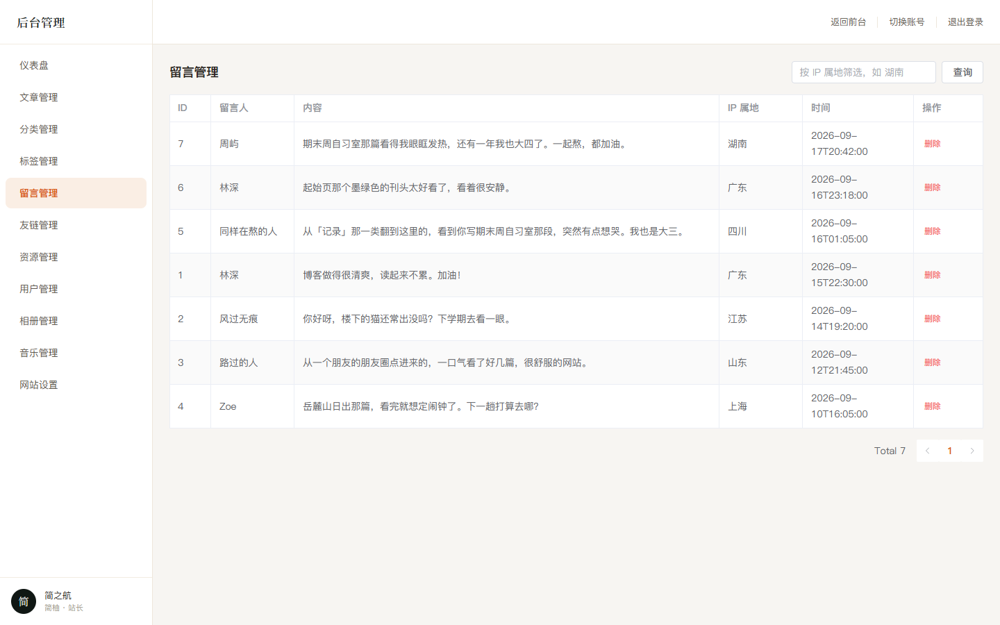 后台管理
返回前台
切换账号
退出登录
仪表盘
文章管理
分类管理
标签管理
留言管理
友链管理
资源管理
用户管理
相册管理
音乐管理
网站设置
简
简之航
简柚 · 站长
留言管理
按 IP 属地筛选，如 湖南
查询
ID 留言人 内容 IP 属地 时间 操作
7 周屿 期末周自习室那篇看得我眼眶发热，还有一年我也大四了。一起熬，都加油。 湖南 2026-09-17T20:42:00 删除
6 林深 起始页那个墨绿色的刊头太好看了，看着很安静。 广东 2026-09-16T23:18:00 删除
5 同样在熬的人 从「记录」那一类翻到这里的，看到你写期末周自习室那段，突然有点想哭。我也是大三。 四川 2026-09-16T01:05:00 删除
1 林深 博客做得很清爽，读起来不累。加油！ 广东 2026-09-15T22:30:00 删除
2 风过无痕 你好呀，楼下的猫还常出没吗？下学期去看一眼。 江苏 2026-09-14T19:20:00 删除
3 路过的人 从一个朋友的朋友圈点进来的，一口气看了好几篇，很舒服的网站。 山东 2026-09-12T21:45:00 删除
4 Zoe 岳麓山日出那篇，看完就想定闹钟了。下一趟打算去哪？ 上海 2026-09-10T16:05:00 删除
Total 7
1